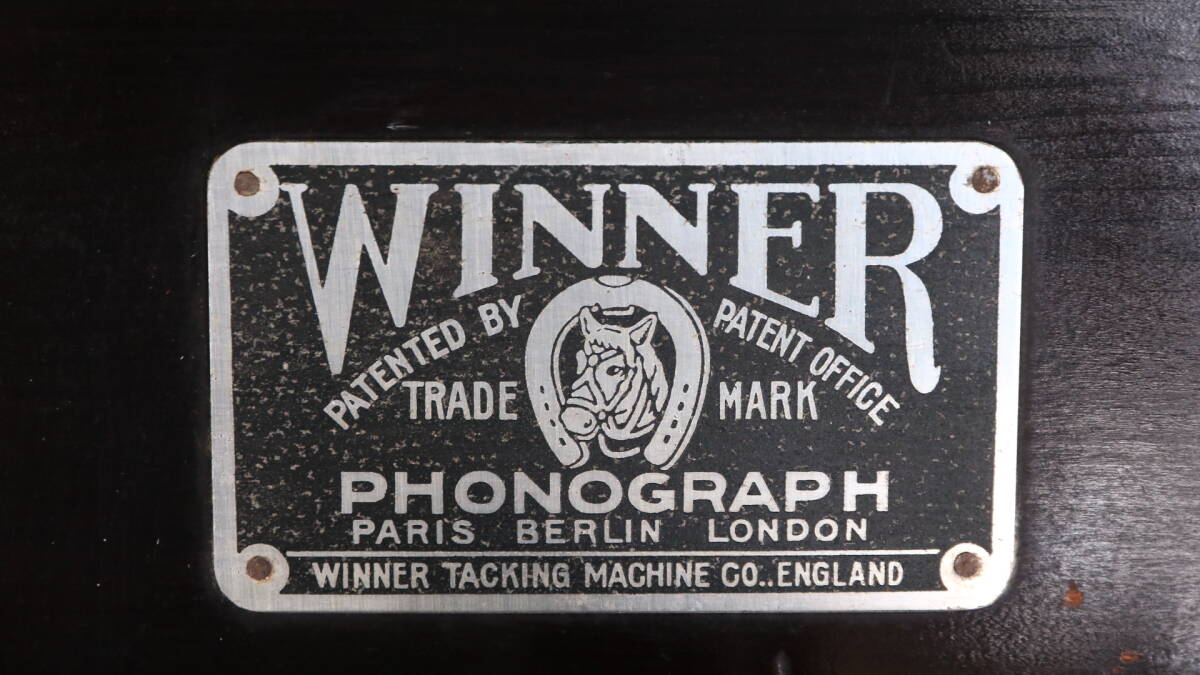 WINNER
PATENTED BY PATENT OFFICE
TRADE MARK
PHONOGRAPH
PARIS BERLIN LONDON
WINNER TACKING MACHINE CO.. ENGLAND